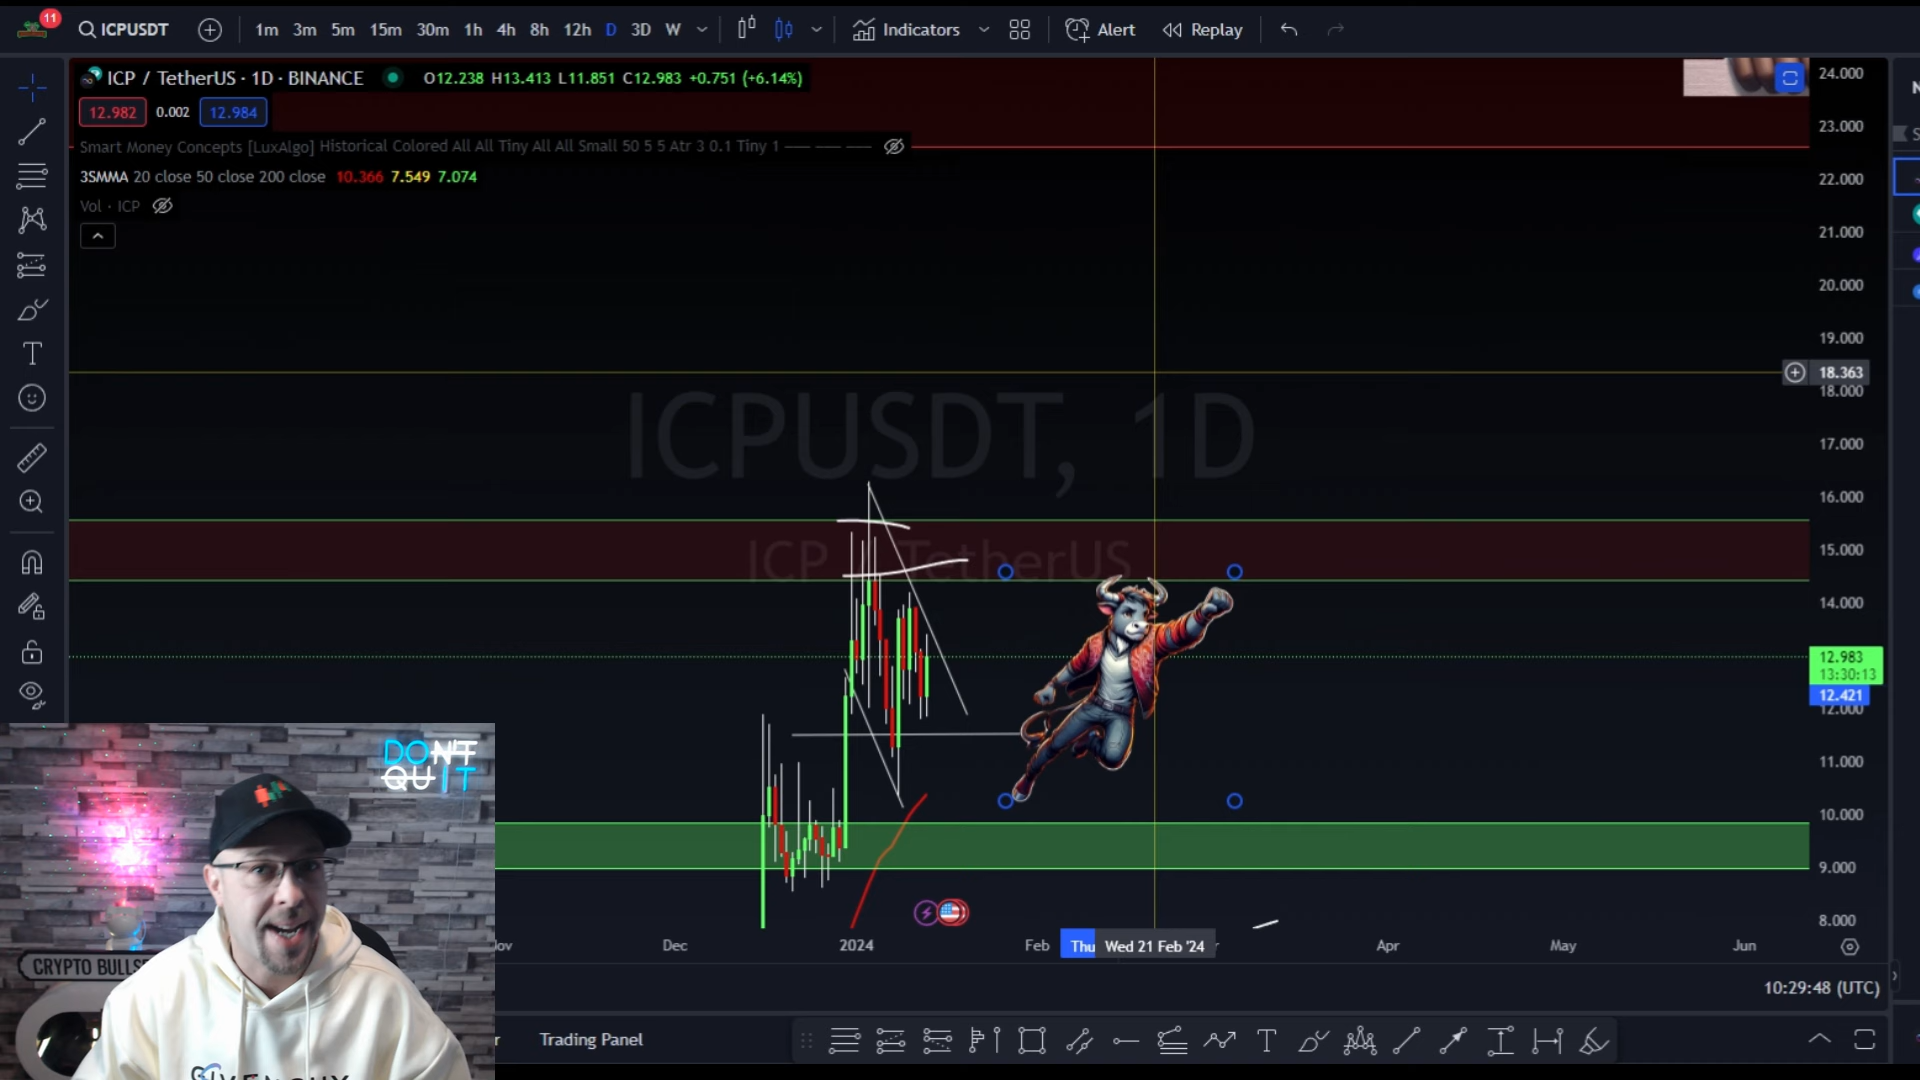 11
ICPUSDT 1m 3m 5m 15m 30m 1h 4h 8h 12h D 3D W Indicators Alert Replay
ICP / TetherUS · 1D · BINANCE O12.238 H13.413 L11.851 C12.983 +0.751 (+6.14%)
12.982 0.002 12.984
Smart Money Concepts [LuxAlgo] Historical Colored All All Tiny All All Small 50 5 5 Atr 3 0.1 Tiny 1
3SMMA 20 close 50 close 200 close 10.366 7.549 7.074
Vol · ICP
24.000
23.000
22.000
21.000
20.000
19.000
18.363
18.000
17.000
16.000
15.000
14.000
12.983
13:30:13
12.421
12.000
11.000
10.000
9.000
8.000
ICPUSDT, 1D
ICP TetherUS
DON'T
QUIT
CRYPTO BULLS
Dec 2024 Feb Thu Wed 21 Feb '24 Apr May Jun
10:29:48 (UTC)
Trading Panel